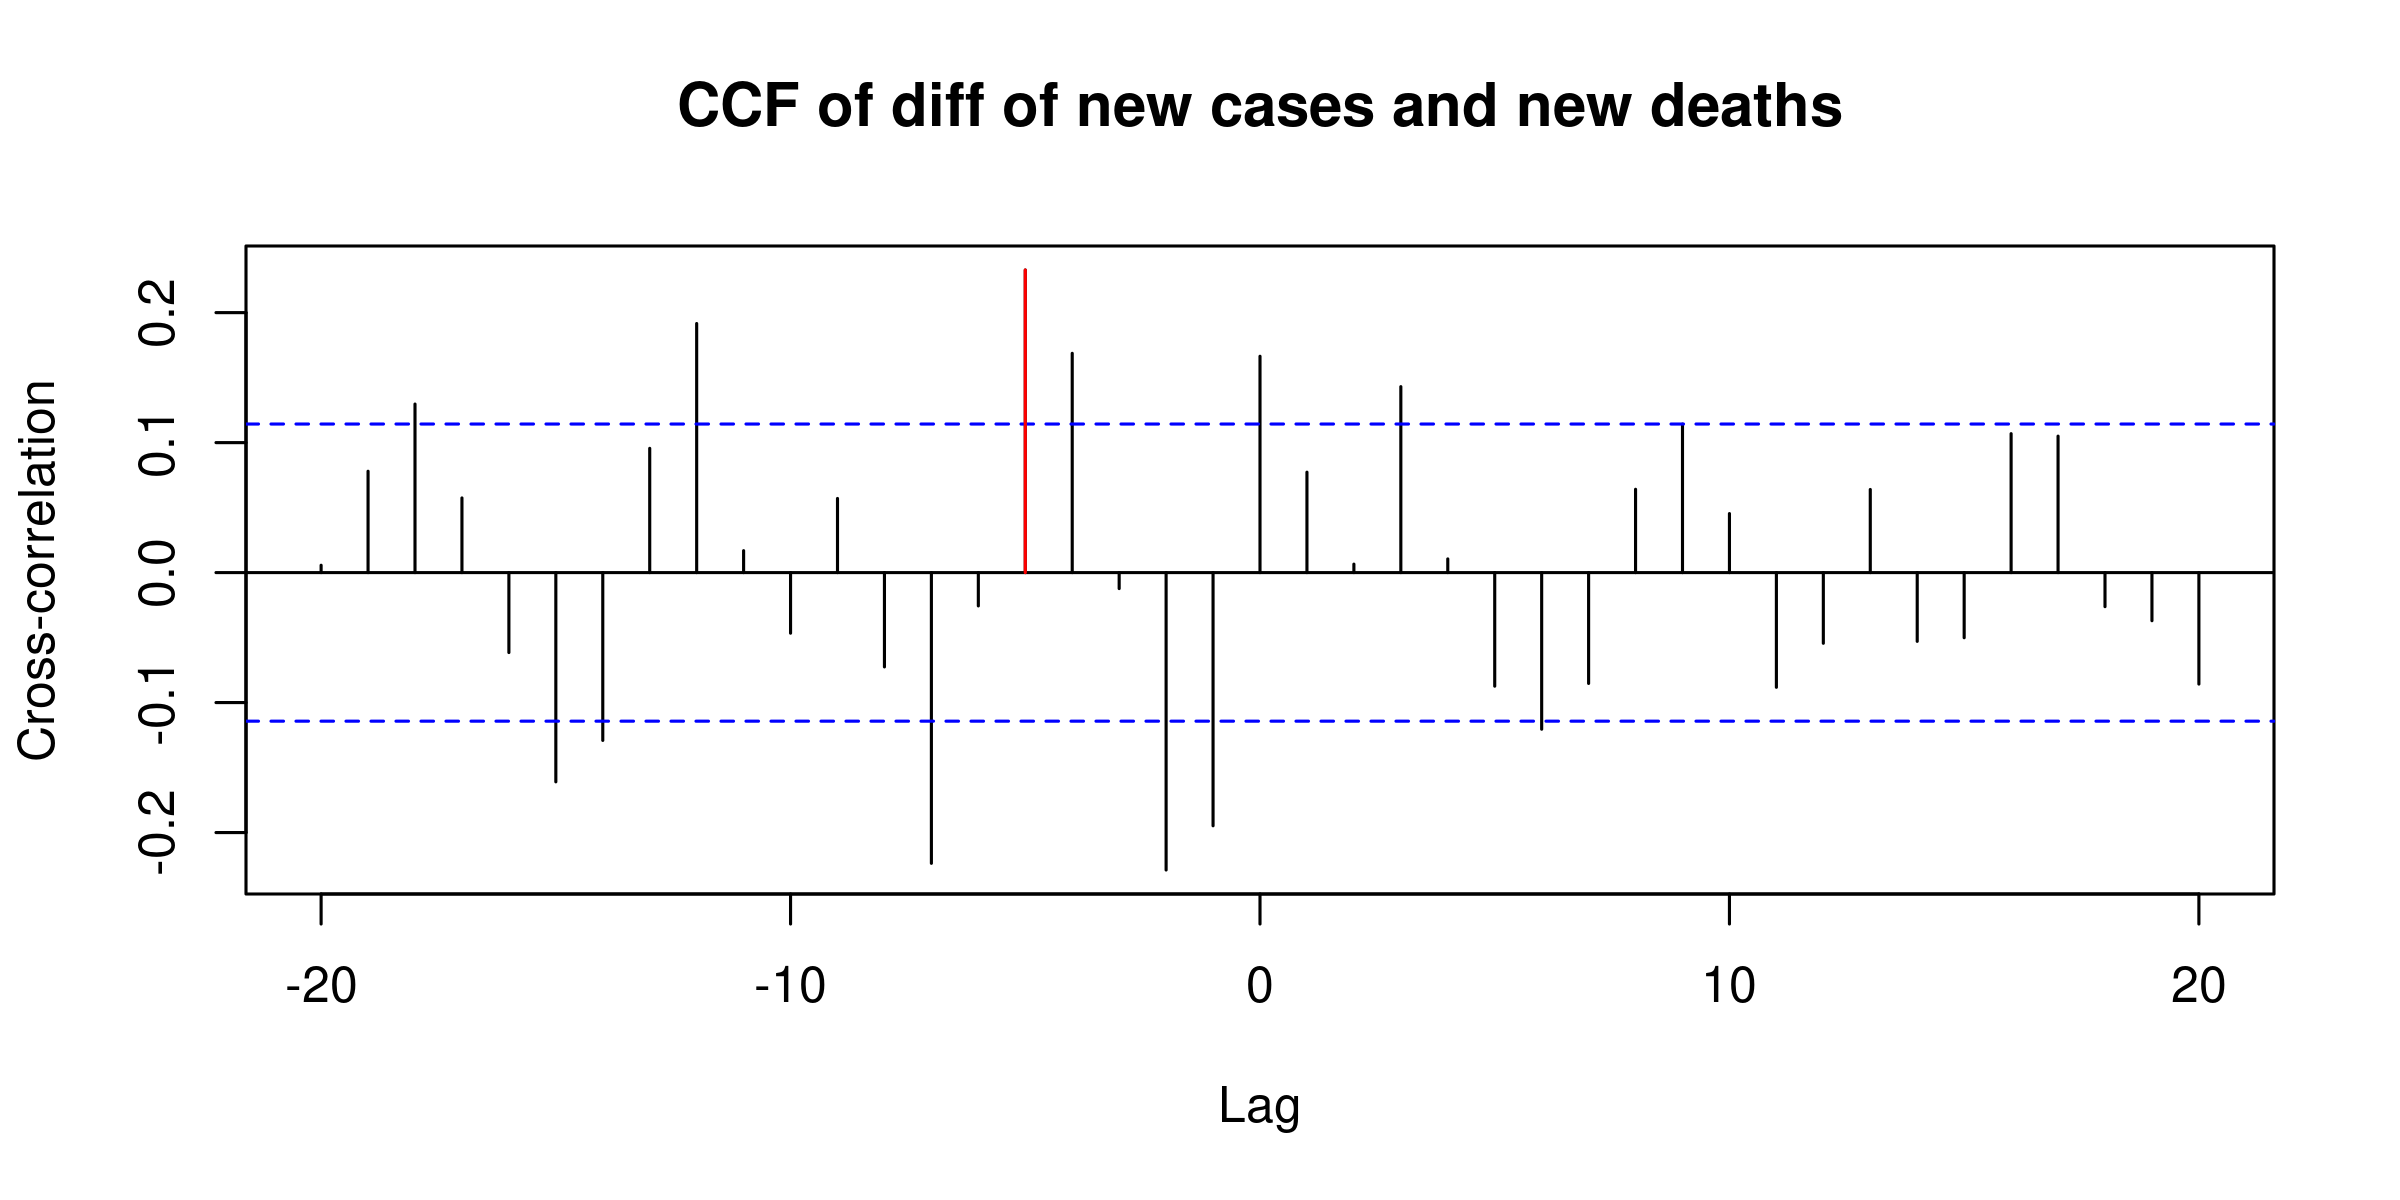 CCF of diff of new cases and new deaths
Cross-correlation
0.2
0.1
0.0
-0.1
-0.2
-20 -10 0 10 20
Lag